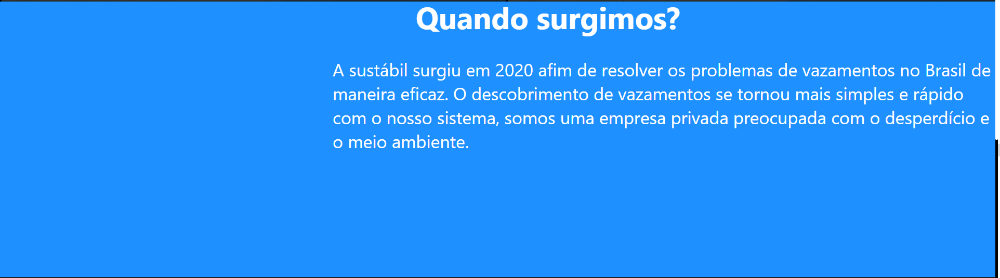 Quando surgimos?
A sustábil surgiu em 2020 afim de resolver os problemas de vazamentos no Brasil de
maneira eficaz. O descobrimento de vazamentos se tornou mais simples e rápido
com o nosso sistema, somos uma empresa privada preocupada com o desperdício e
o meio ambiente.